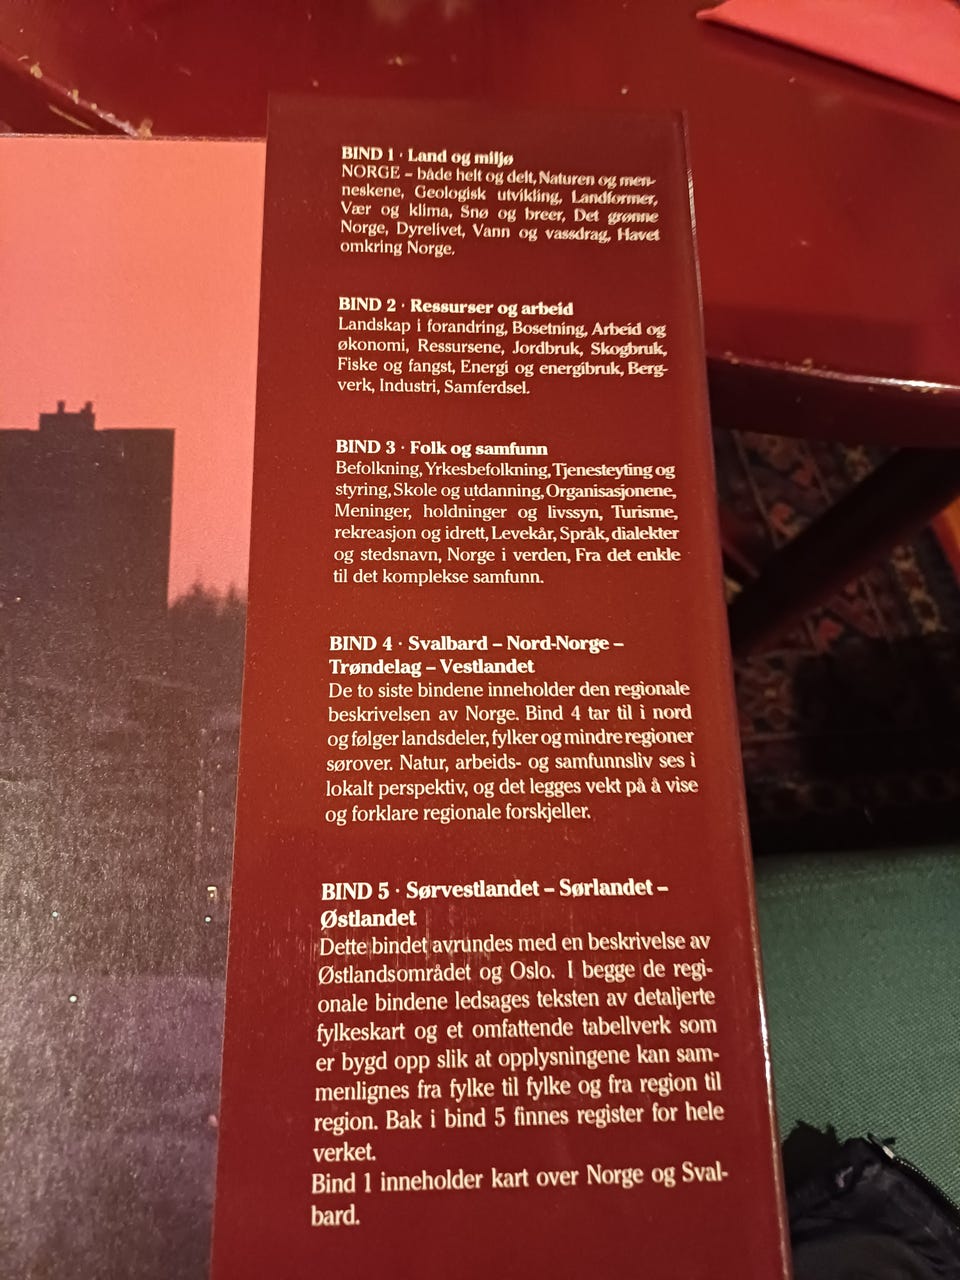 BIND 1 · Land og miljø
NORGE – både helt og delt, Naturen og men-
neskene, Geologisk utvikling, Landformer,
Vær og klima, Snø og breer, Det grønne
Norge, Dyrelivet, Vann og vassdrag, Havet
omkring Norge.
BIND 2 · Ressurser og arbeid
Landskap i forandring, Bosetning, Arbeid og
økonomi, Ressursene, Jordbruk, Skogbruk,
Fiske og fangst, Energi og energibruk, Berg-
verk, Industri, Samferdsel.
BIND 3 · Folk og samfunn
Befolkning, Yrkesbefolkning, Tjenesteyting og
styring, Skole og utdanning, Organisasjonene,
Meninger, holdninger og livssyn, Turisme,
rekreasjon og idrett, Levekår, Språk, dialekter
og stedsnavn, Norge i verden, Fra det enkle
til det komplekse samfunn.
BIND 4 · Svalbard – Nord-Norge –
Trøndelag – Vestlandet
De to siste bindene inneholder den regionale
beskrivelsen av Norge. Bind 4 tar til i nord
og følger landsdeler, fylker og mindre regioner
sørover. Natur, arbeids- og samfunnsliv ses i
lokalt perspektiv, og det legges vekt på å vise
og forklare regionale forskjeller.
BIND 5 · Sørvestlandet – Sørlandet –
Østlandet
Dette bindet avrundes med en beskrivelse av
Østlandsområdet og Oslo. I begge de regi-
onale bindene ledsages teksten av detaljerte
fylkeskart og et omfattende tabellverk som
er bygd opp slik at opplysningene kan sam-
menlignes fra fylke til fylke og fra region til
region. Bak i bind 5 finnes register for hele
verket.
Bind 1 inneholder kart over Norge og Sval-
bard.